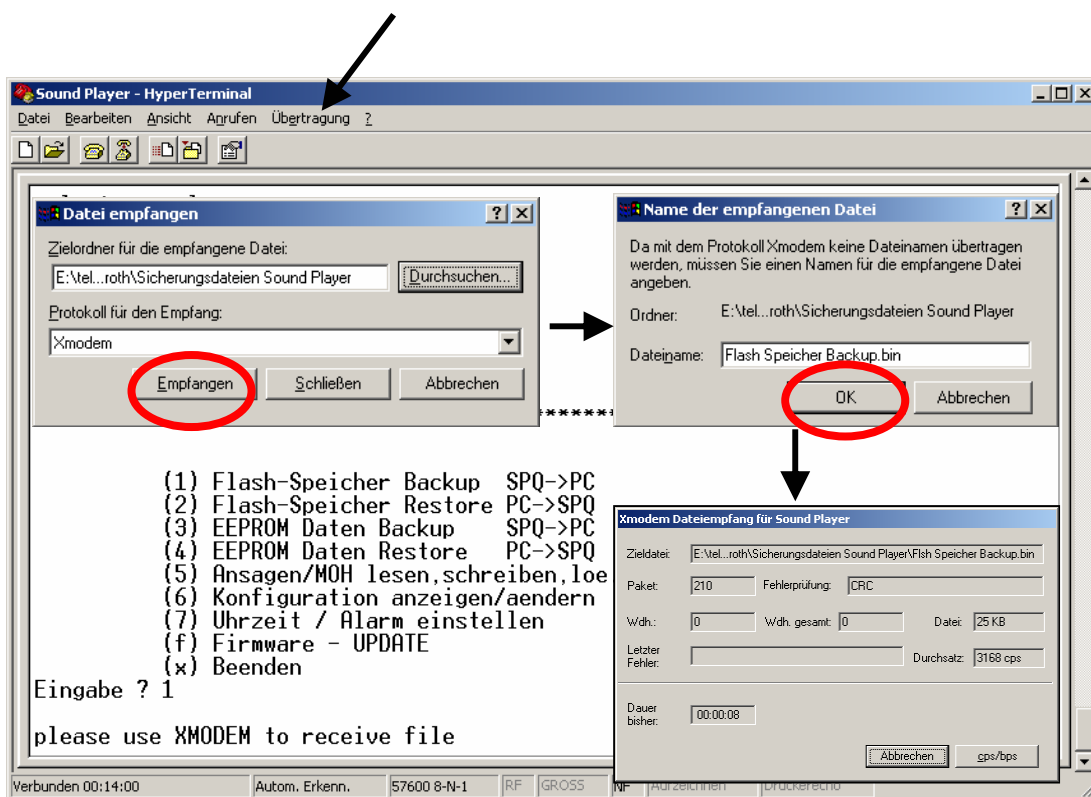 Sound Player - HyperTerminal
Datei Bearbeiten Ansicht Anrufen Übertragung ?
Datei empfangen
Zielordner für die empfangene Datei:
E:\tel...roth\Sicherungsdateien Sound Player
Durchsuchen...
Protokoll für den Empfang:
Xmodem
Empfangen Schließen Abbrechen
Name der empfangenen Datei
Da mit dem Protokoll Xmodem keine Dateinamen übertragen
werden, müssen Sie einen Namen für die empfangene Datei
angeben.
Ordner: E:\tel...roth\Sicherungsdateien Sound Player
Dateiname: Flash Speicher Backup.bin
OK Abbrechen
******
(1) Flash-Speicher Backup SPQ->PC
(2) Flash-Speicher Restore PC->SPQ
(3) EEPROM Daten Backup SPQ->PC
(4) EEPROM Daten Restore PC->SPQ
(5) Ansagen/MOH lesen,schreiben,loe
(6) Konfiguration anzeigen/aendern
(7) Uhrzeit / Alarm einstellen
(f) Firmware - UPDATE
(x) Beenden
Eingabe ? 1
please use XMODEM to receive file
Xmodem Dateiempfang für Sound Player
Zieldatei: E:\tel...roth\Sicherungsdateien Sound Player\Flsh Speicher Backup.bin
Paket: 210 Fehlerprüfung: CRC
Wdh.: 0 Wdh. gesamt: 0 Datei: 25 KB
Letzter
Fehler:
Durchsatz: 3168 cps
Dauer
bisher:
00:00:08
Abbrechen cps/bps
Verbunden 00:14:00 Autom. Erkenn. 57600 8-N-1 RF GROSS NF Aufzeichnen Druckerecho